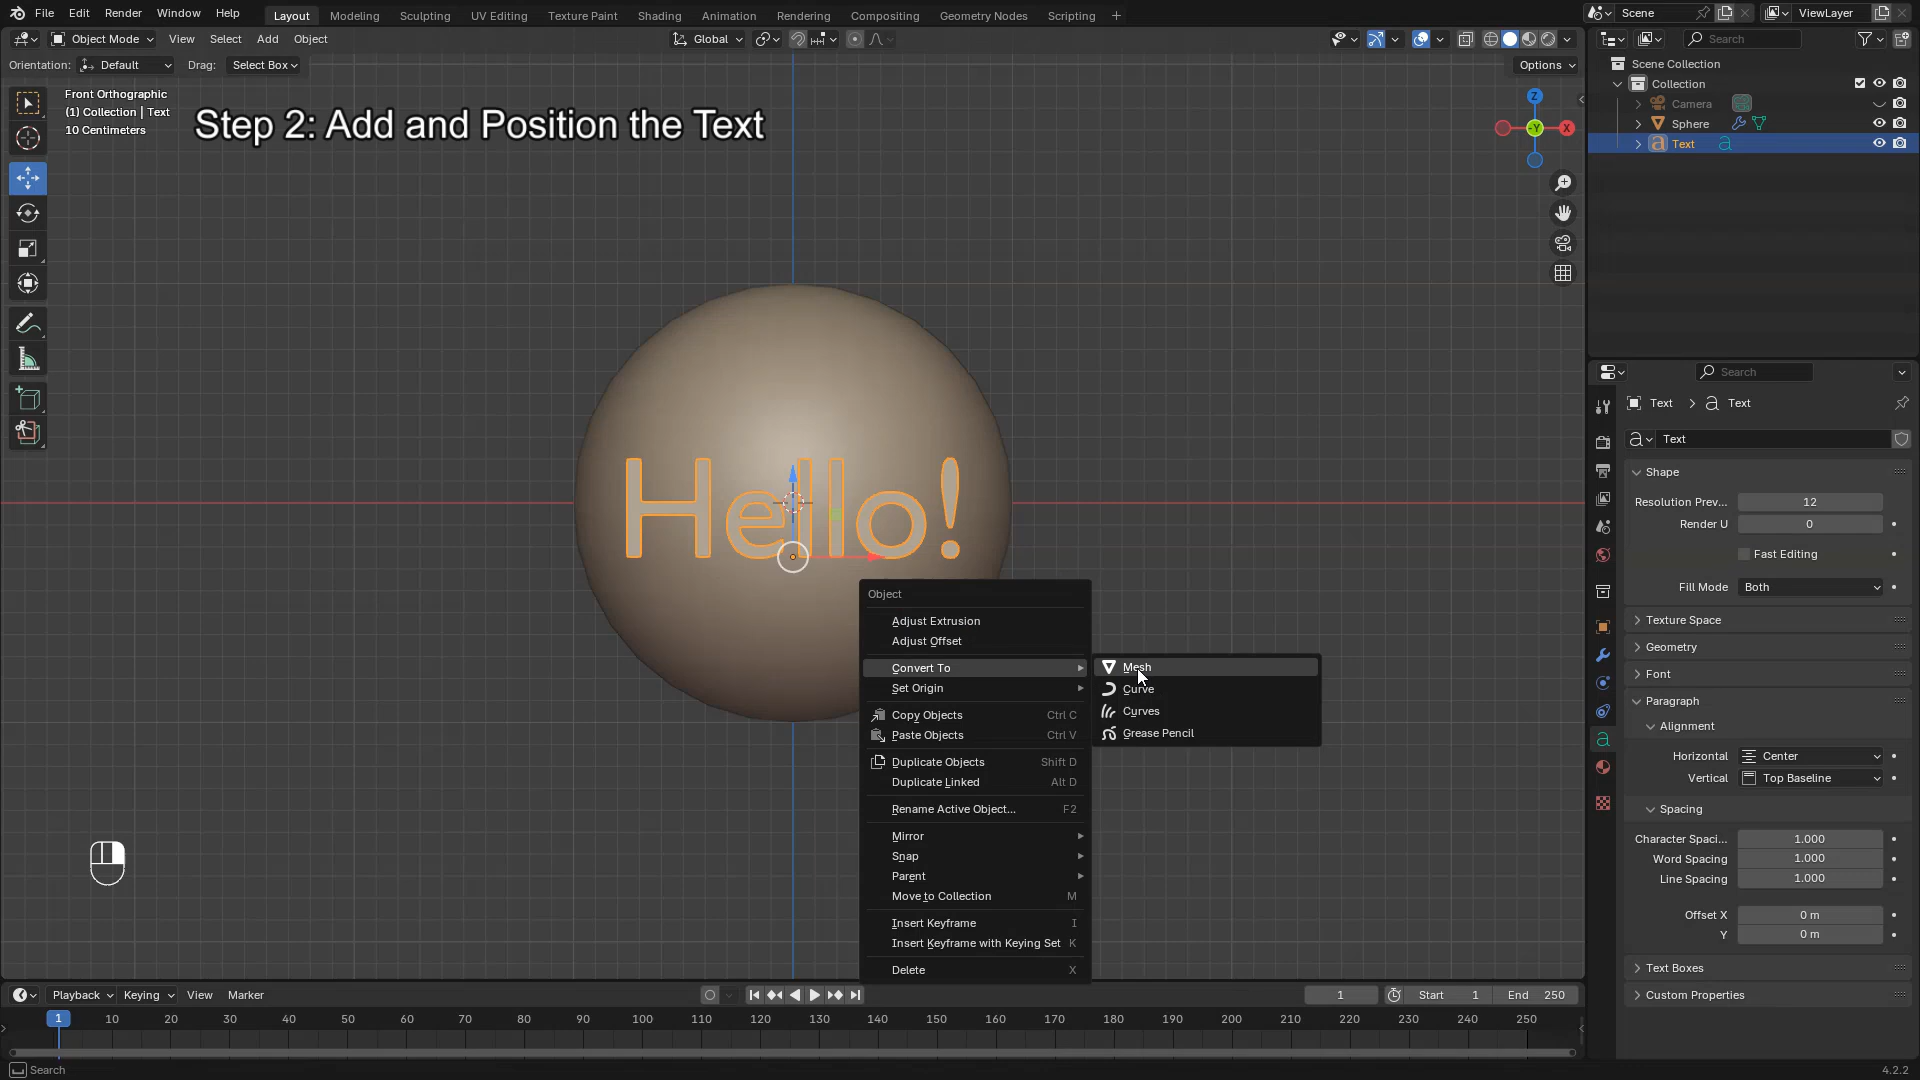 File Edit Render Window Help Layout Modeling Sculpting UV Editing Texture Paint Shading Animation Rendering Compositing Geometry Nodes Scripting + Scene ViewLayer
Object Mode View Select Add Object Global Search
Orientation: Default Drag: Select Box Options
Scene Collection
Collection
Camera
Sphere
Text
Front Orthographic
(1) Collection | Text
10 Centimeters
Step 2: Add and Position the Text
Z
-Y
X
Hello!
Object
Adjust Extrusion
Adjust Offset
Convert To
Set Origin
Copy Objects Ctrl C
Paste Objects Ctrl V
Duplicate Objects Shift D
Duplicate Linked Alt D
Rename Active Object... F2
Mirror
Snap
Parent
Move to Collection M
Insert Keyframe I
Insert Keyframe with Keying Set K
Delete X
Mesh
Curve
Curves
Grease Pencil
Search
Text > Text
Text
Shape
Resolution Prev... 12
Render U 0
Fast Editing
Fill Mode Both
Texture Space
Geometry
Font
Paragraph
Alignment
Horizontal Center
Vertical Top Baseline
Spacing
Character Spaci... 1.000
Word Spacing 1.000
Line Spacing 1.000
Offset X 0 m
Y 0 m
Text Boxes
Custom Properties
Playback Keying View Marker 1 Start 1 End 250
1 10 20 30 40 50 60 70 80 90 100 110 120 130 140 150 160 170 180 190 200 210 220 230 240 250
Search 4.2.2